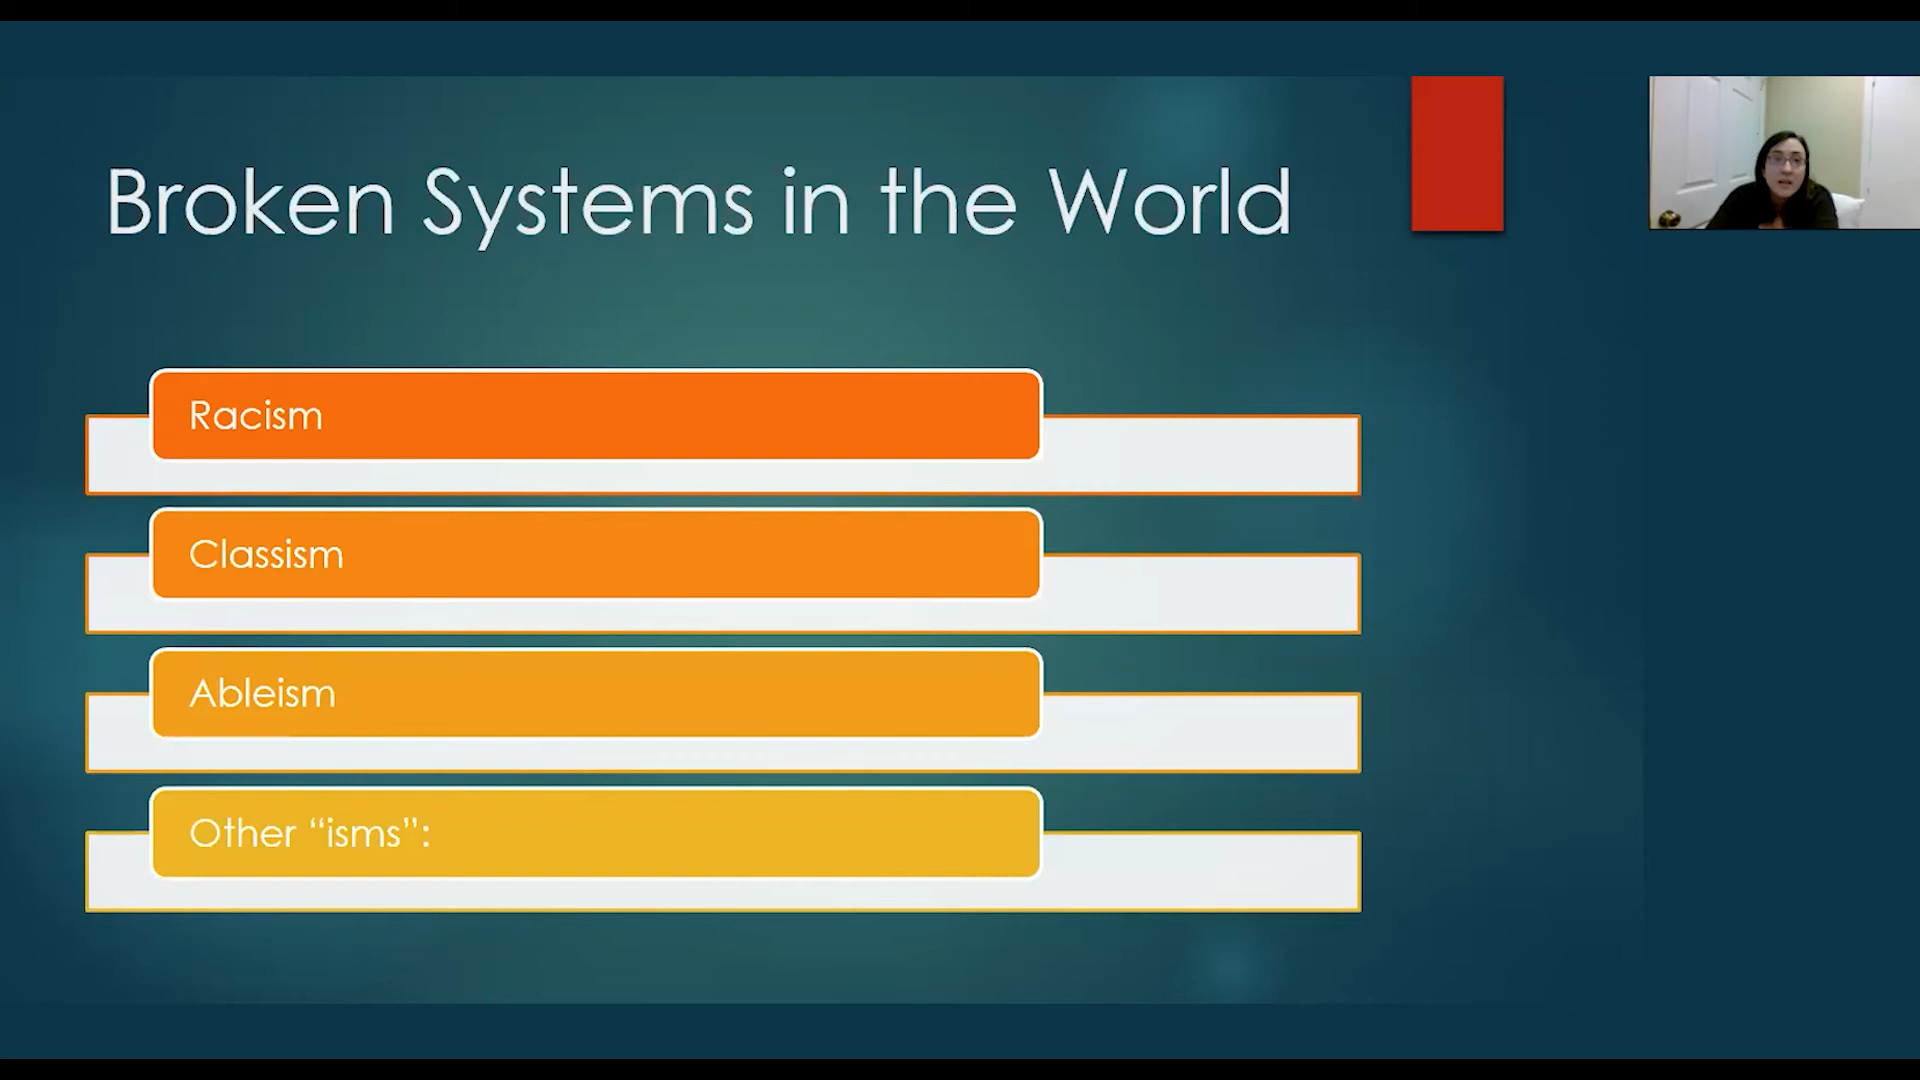 Broken Systems in the World
Racism
Classism
Ableism
Other “isms”: